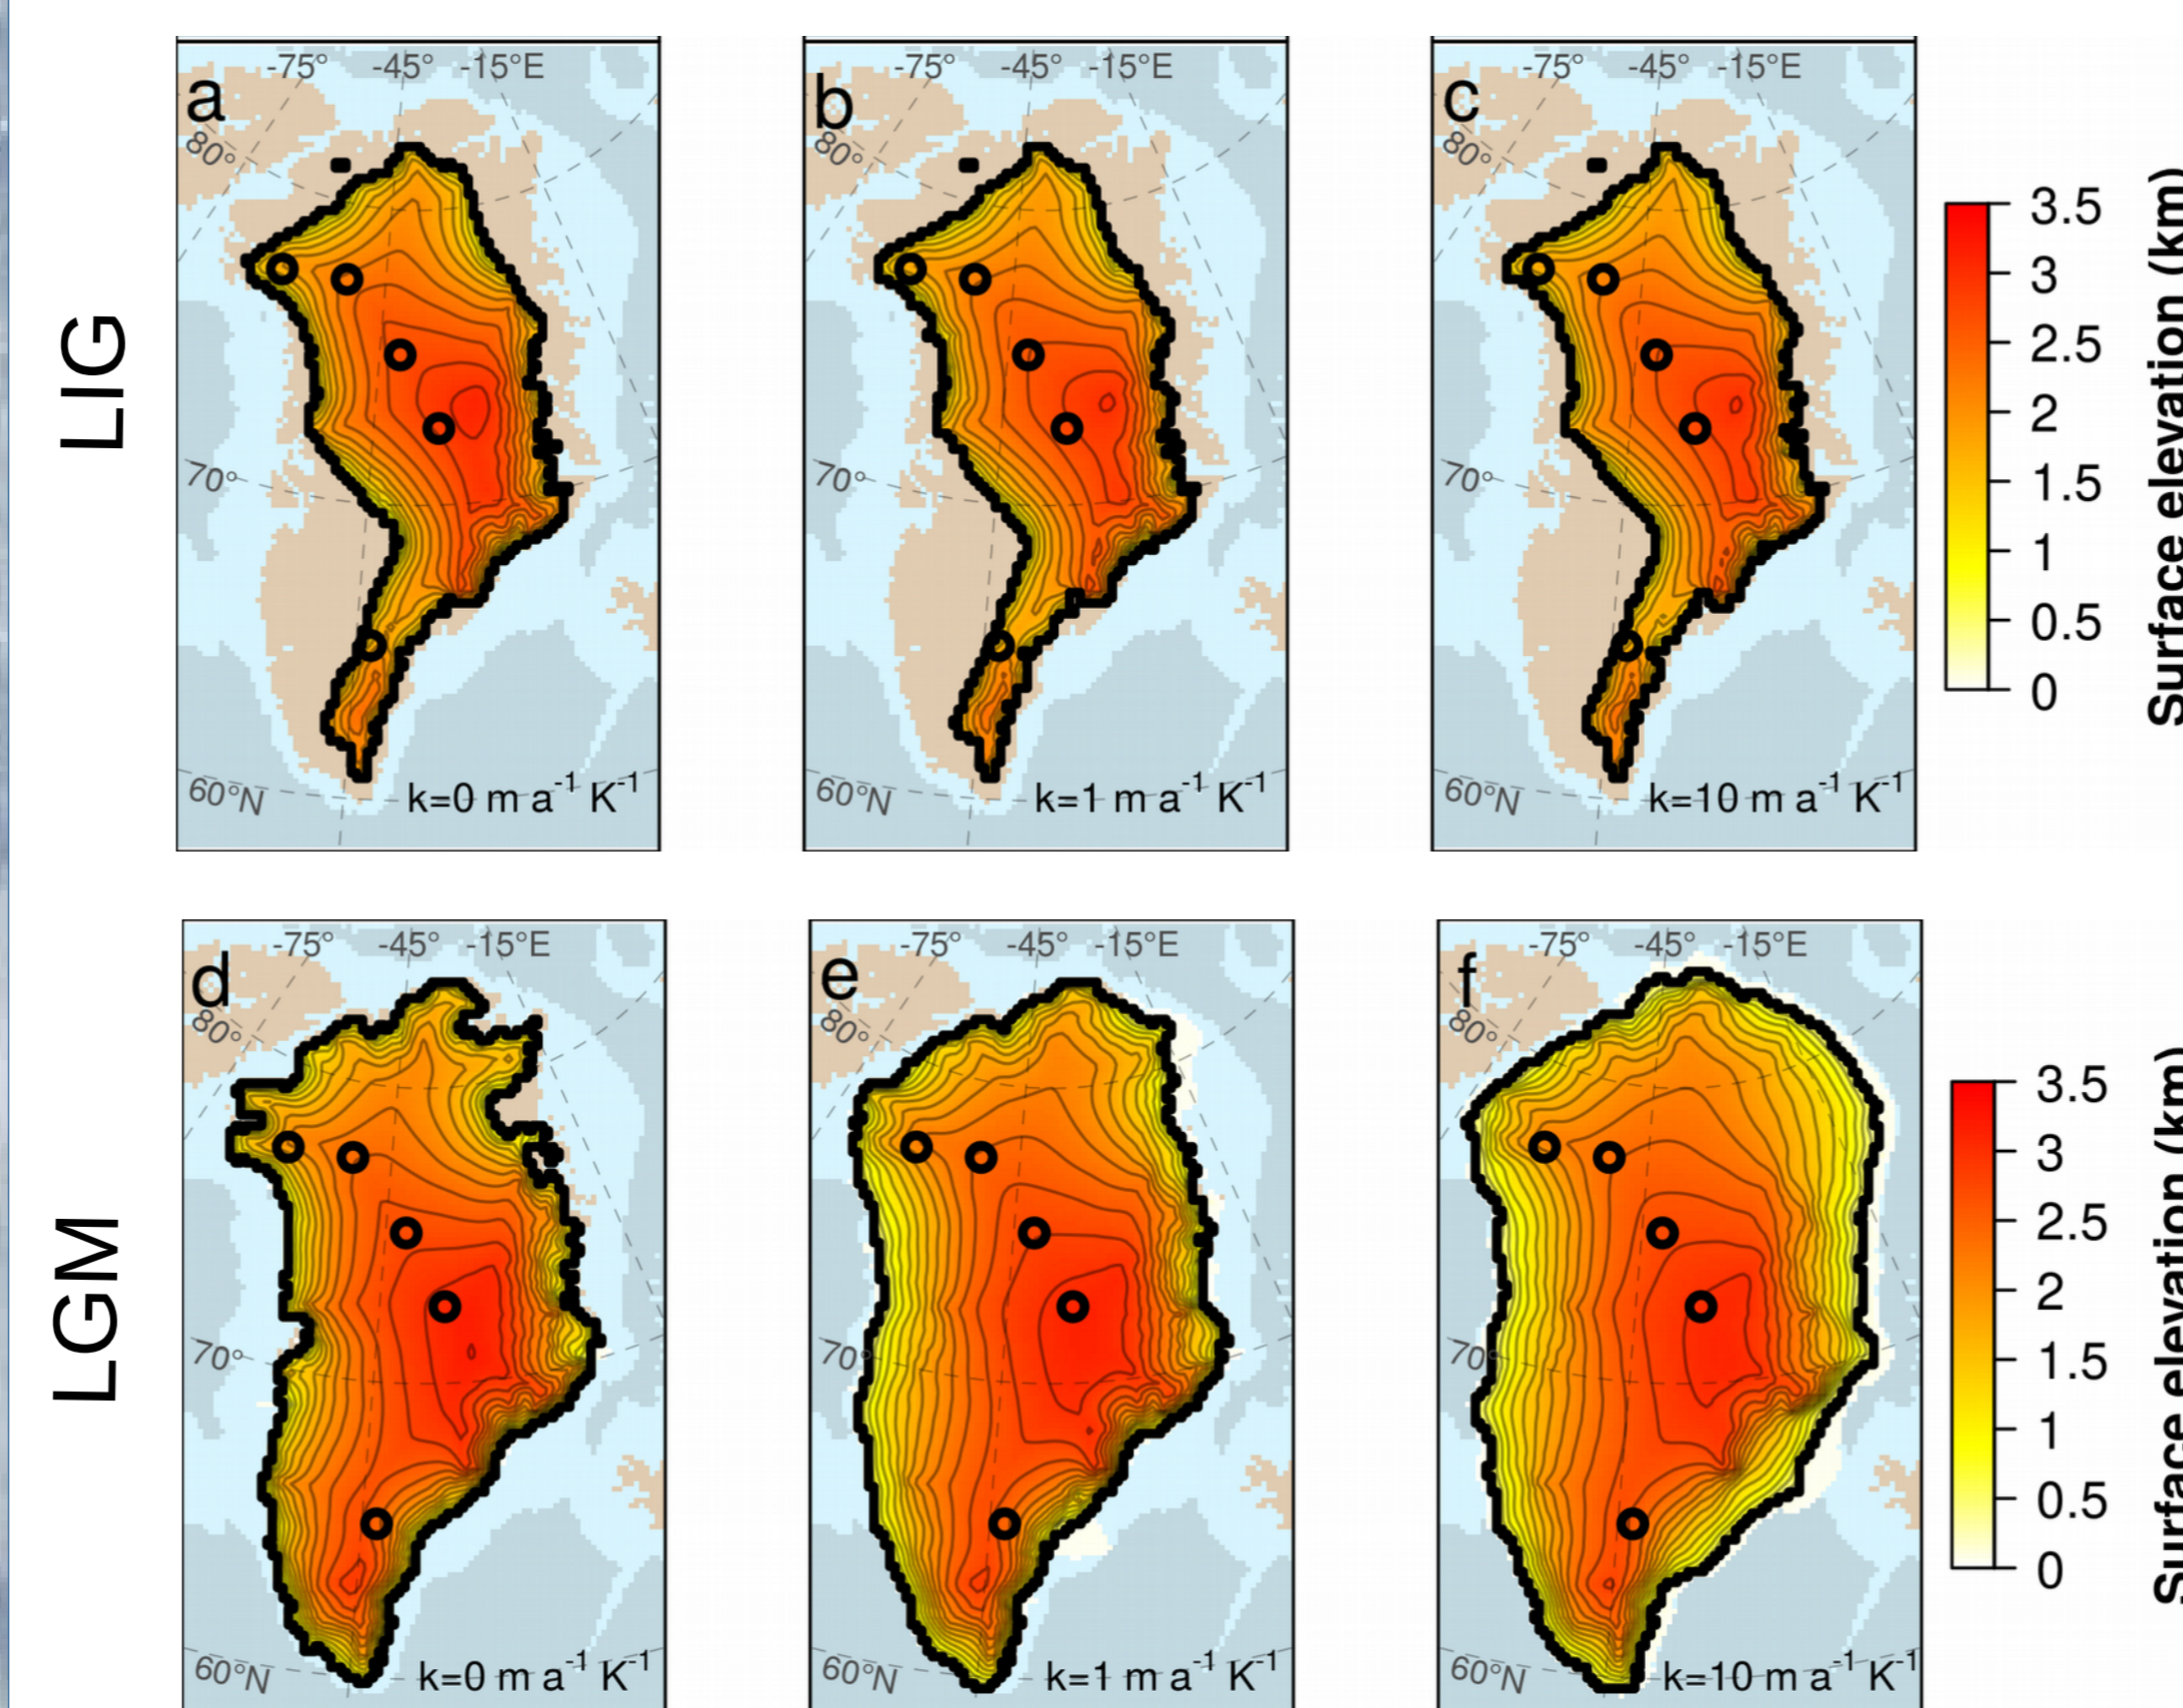 LIG
a
-75° -45° -15°E
80°
70°
60°N
k=0 m a-1 K-1
b
-75° -45° -15°E
80°
70°
60°N
k=1 m a-1 K-1
c
-75° -45° -15°E
80°
70°
60°N
k=10 m a-1 K-1
3.5
3
2.5
2
1.5
1
0.5
0
Surface elevation (km)
LGM
d
-75° -45° -15°E
80°
70°
60°N
k=0 m a-1 K-1
e
-75° -45° -15°E
80°
70°
60°N
k=1 m a-1 K-1
f
-75° -45° -15°E
80°
70°
60°N
k=10 m a-1 K-1
3.5
3
2.5
2
1.5
1
0.5
0
Surface elevation (km)